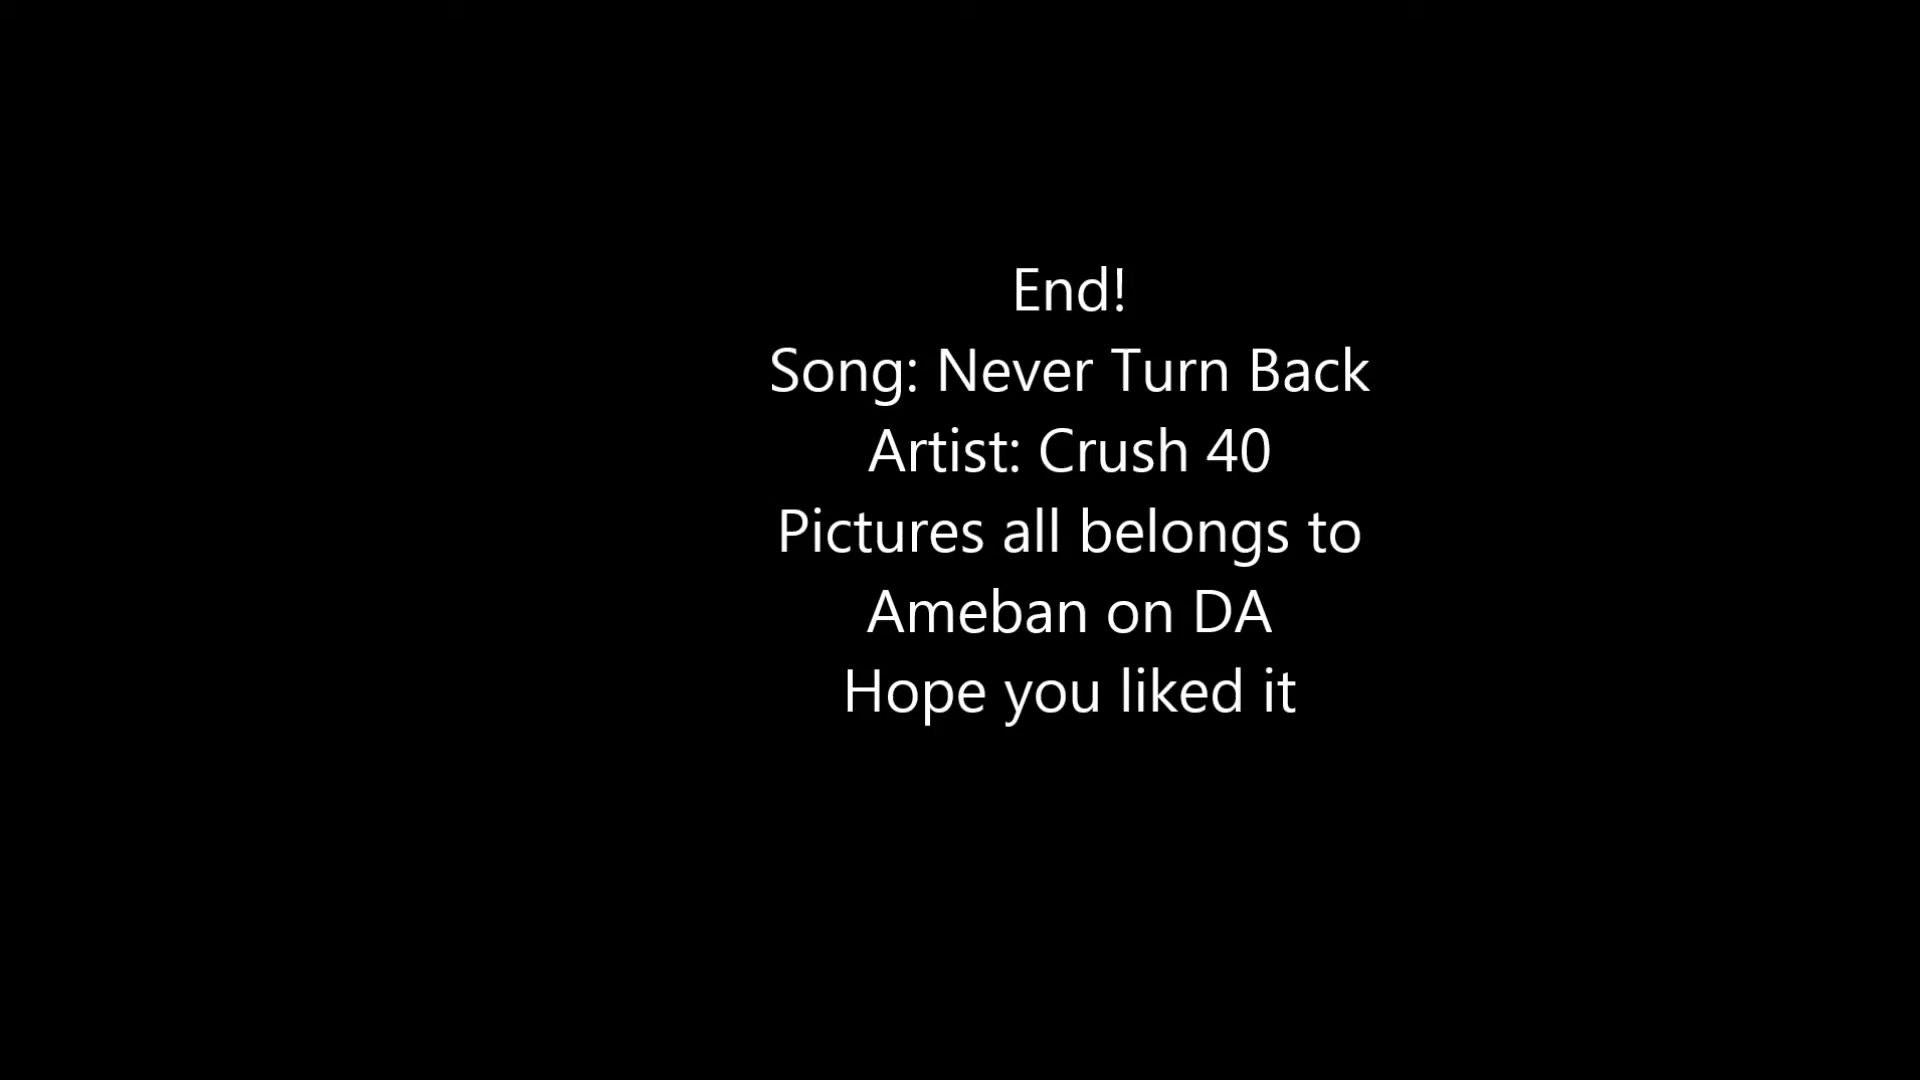 End!
Song: Never Turn Back
Artist: Crush 40
Pictures all belongs to
Ameban on DA
Hope you liked it